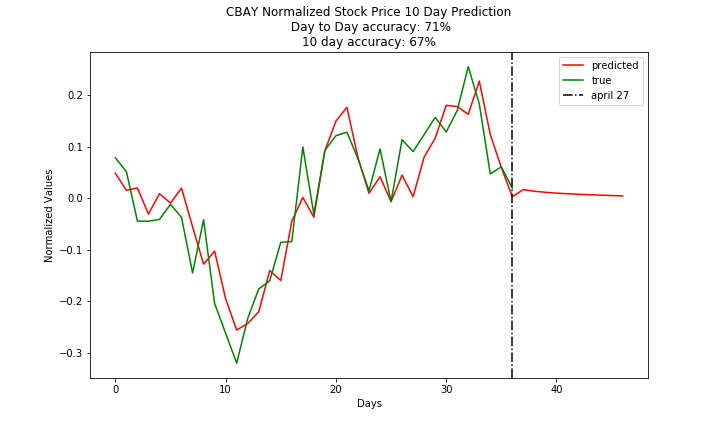 CBAY Normalized Stock Price 10 Day Prediction
Day to Day accuracy: 71%
10 day accuracy: 67%
predicted
true
april 27
Normalized Values
0.2
0.1
0.0
−0.1
−0.2
−0.3
0 10 20 30 40
Days